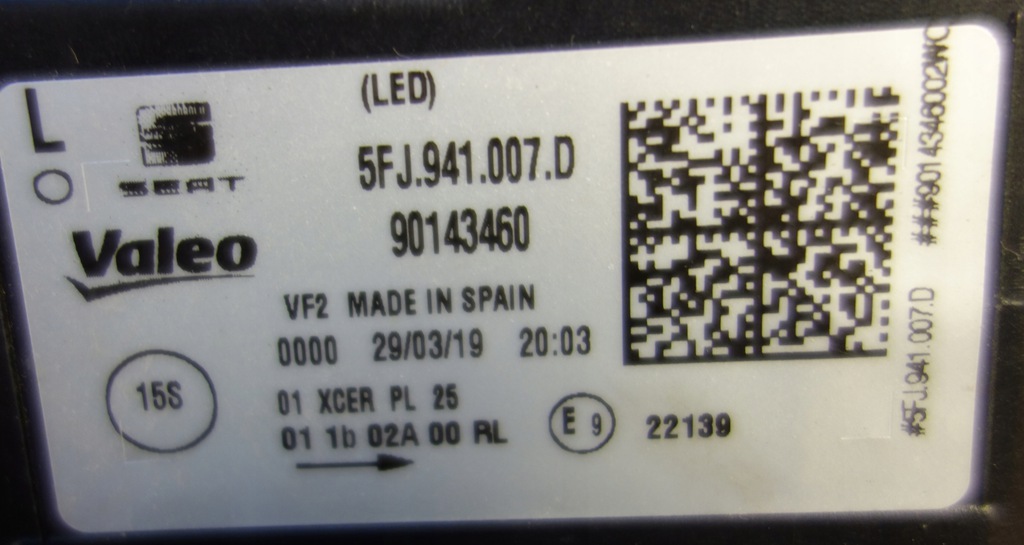 L
O
SEAT
Valeo
15S
(LED)
5FJ.941.007.D
90143460
VF2 MADE IN SPAIN
0000 29/03/19 20:03
01 XCER PL 25
01 1b 02A 00 RL
E 9 22139
#5FJ.941.007.D ###9014346002WC